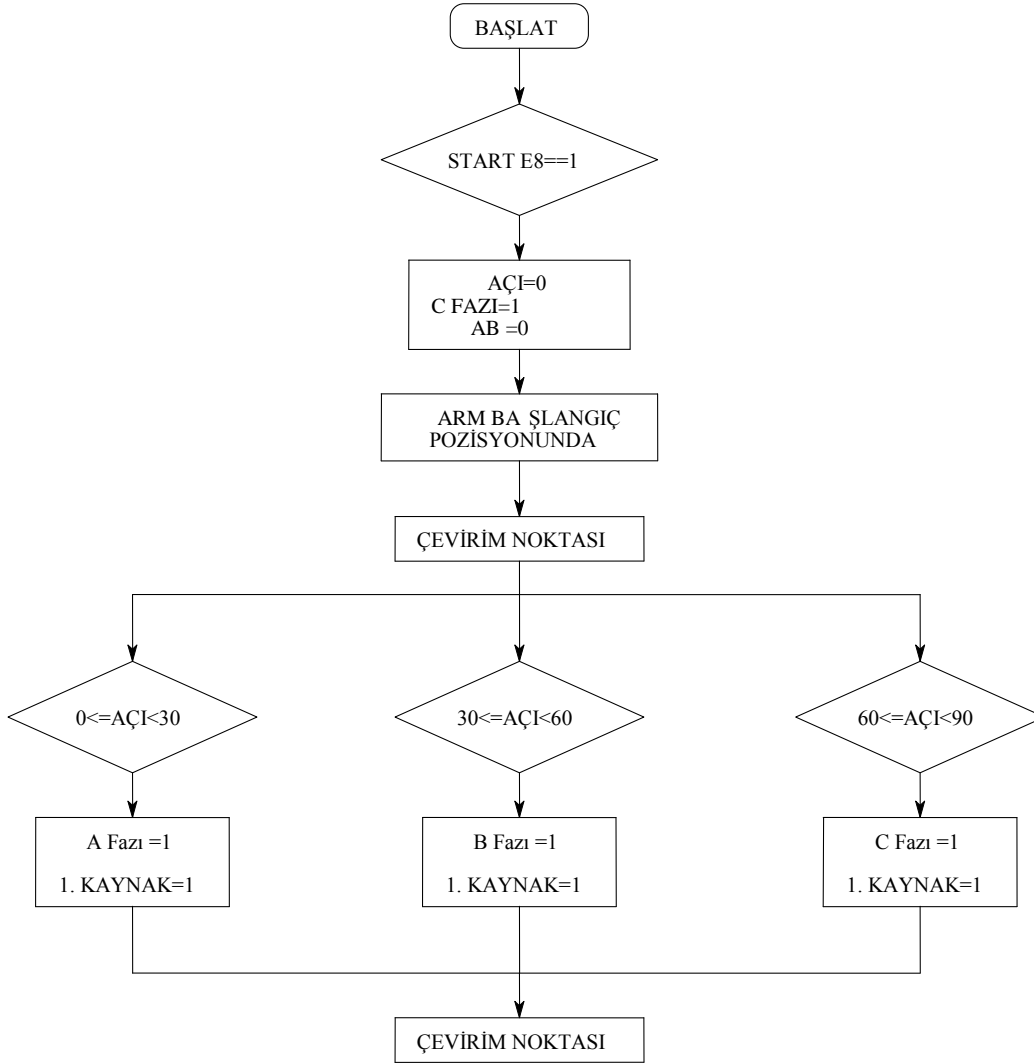 BAŞLAT
START E8==1
AÇI=0
C FAZI=1
AB =0
ARM BA ŞLANGIÇ
POZİSYONUNDA
ÇEVİRİM NOKTASI
0<=AÇI<30
30<=AÇI<60
60<=AÇI<90
A Fazı =1
1. KAYNAK=1
B Fazı =1
1. KAYNAK=1
C Fazı =1
1. KAYNAK=1
ÇEVİRİM NOKTASI